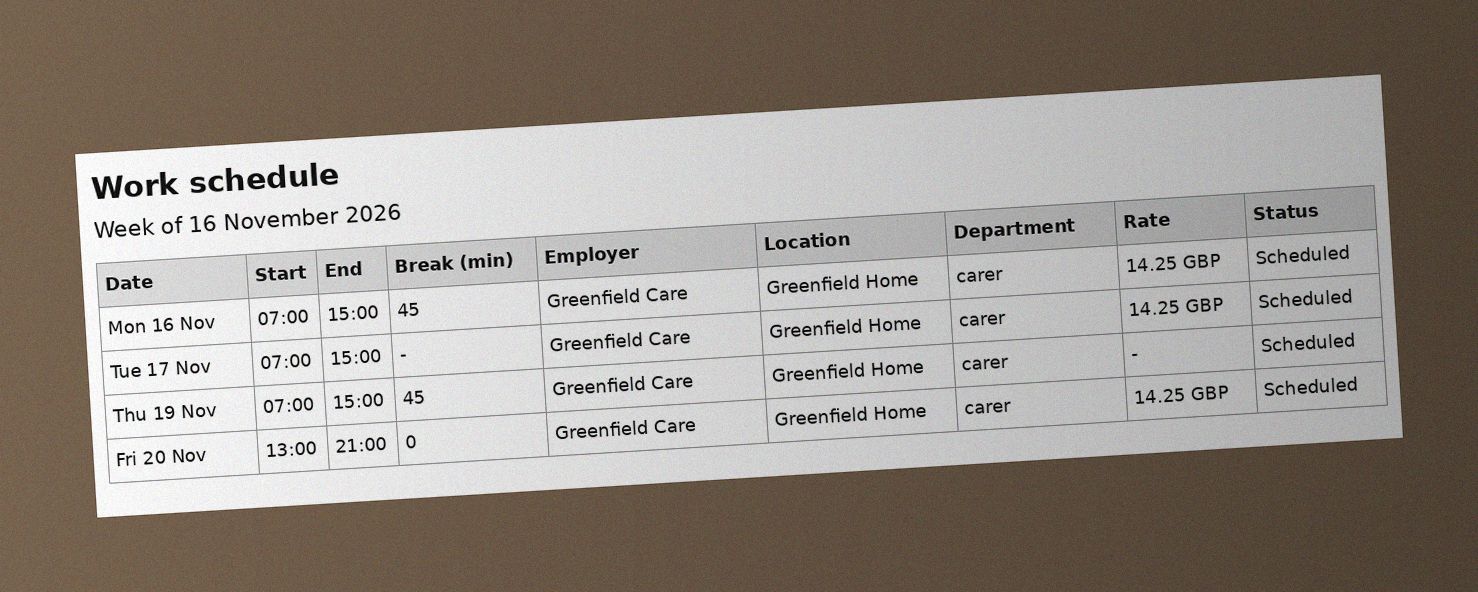 Work schedule
Week of 16 November 2026
Date Start End Break (min) Employer Location Department Rate Status
Mon 16 Nov 07:00 15:00 45 Greenfield Care Greenfield Home carer 14.25 GBP Scheduled
Tue 17 Nov 07:00 15:00 - Greenfield Care Greenfield Home carer 14.25 GBP Scheduled
Thu 19 Nov 07:00 15:00 45 Greenfield Care Greenfield Home carer - Scheduled
Fri 20 Nov 13:00 21:00 0 Greenfield Care Greenfield Home carer 14.25 GBP Scheduled